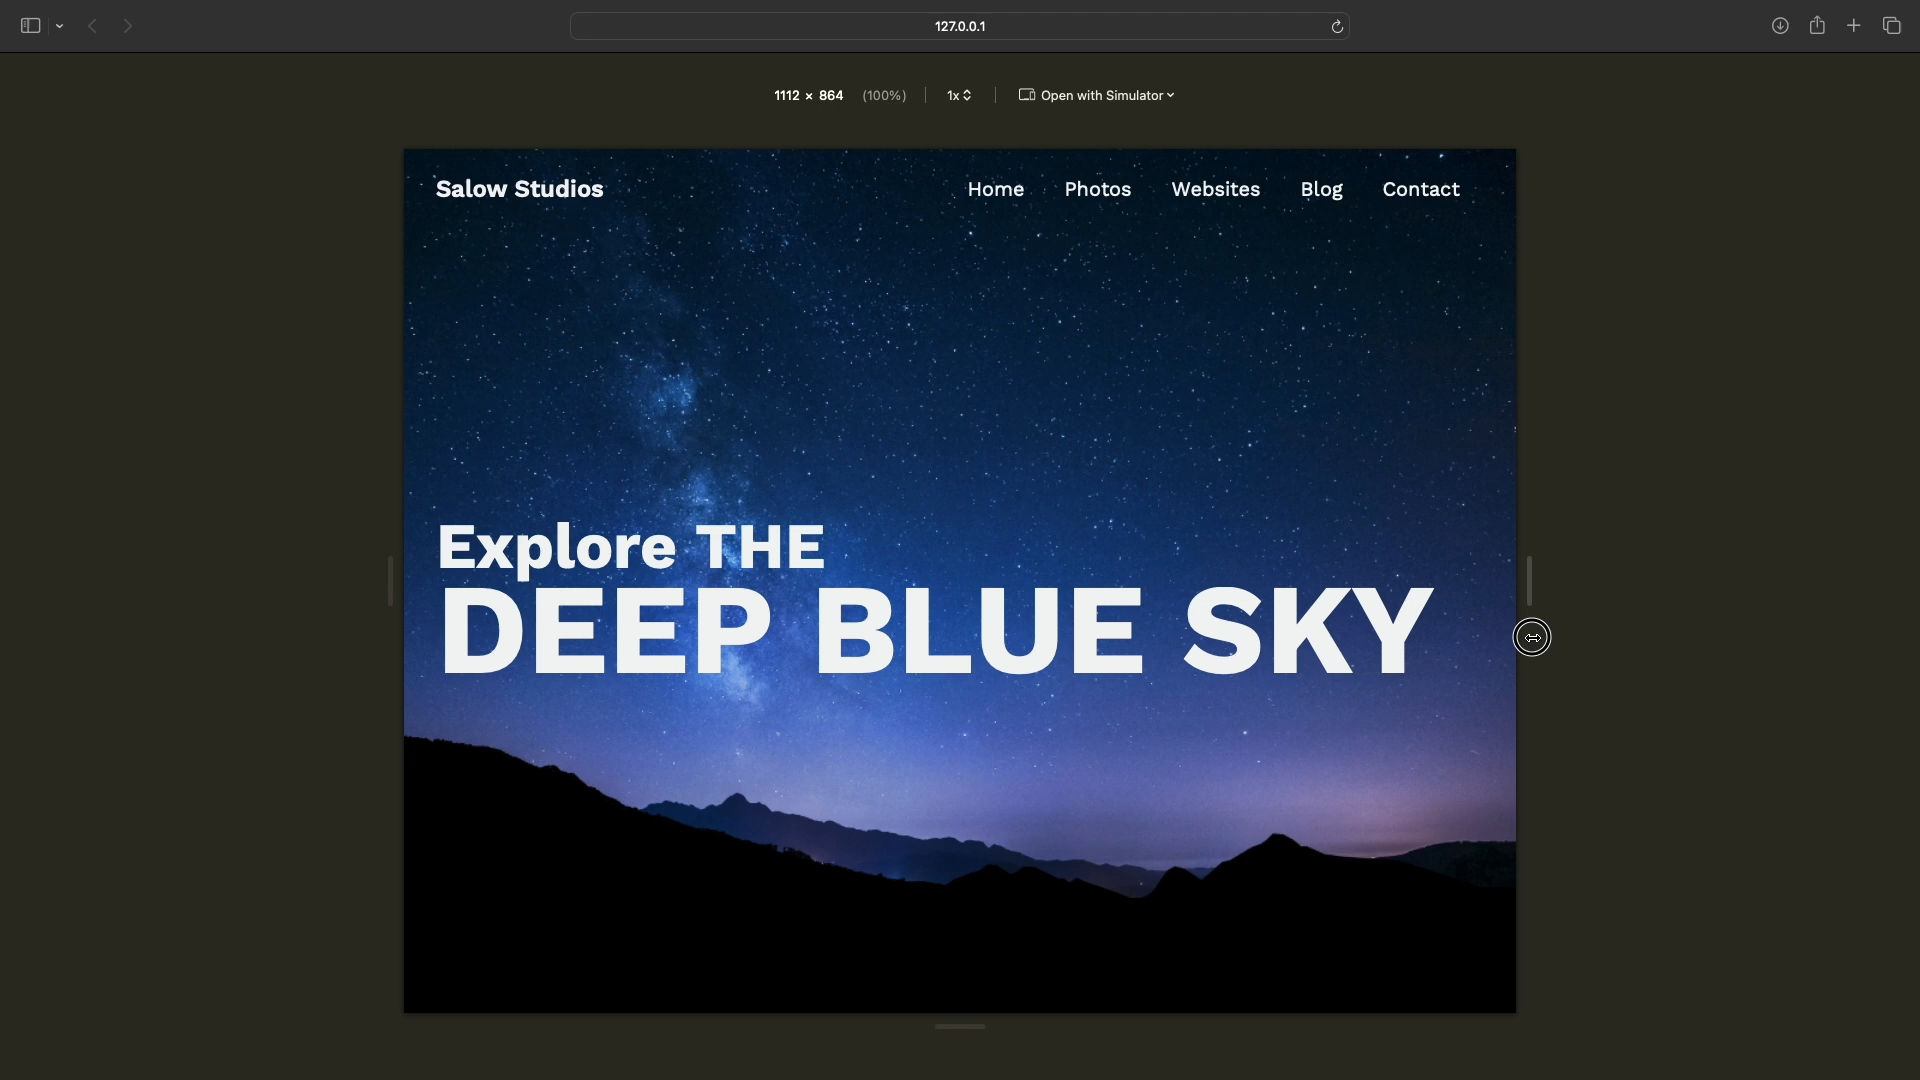 127.0.0.1
1112 × 864 (100%) 1x Open with Simulator
Salow Studios Home Photos Websites Blog Contact
Explore THE
DEEP BLUE SKY